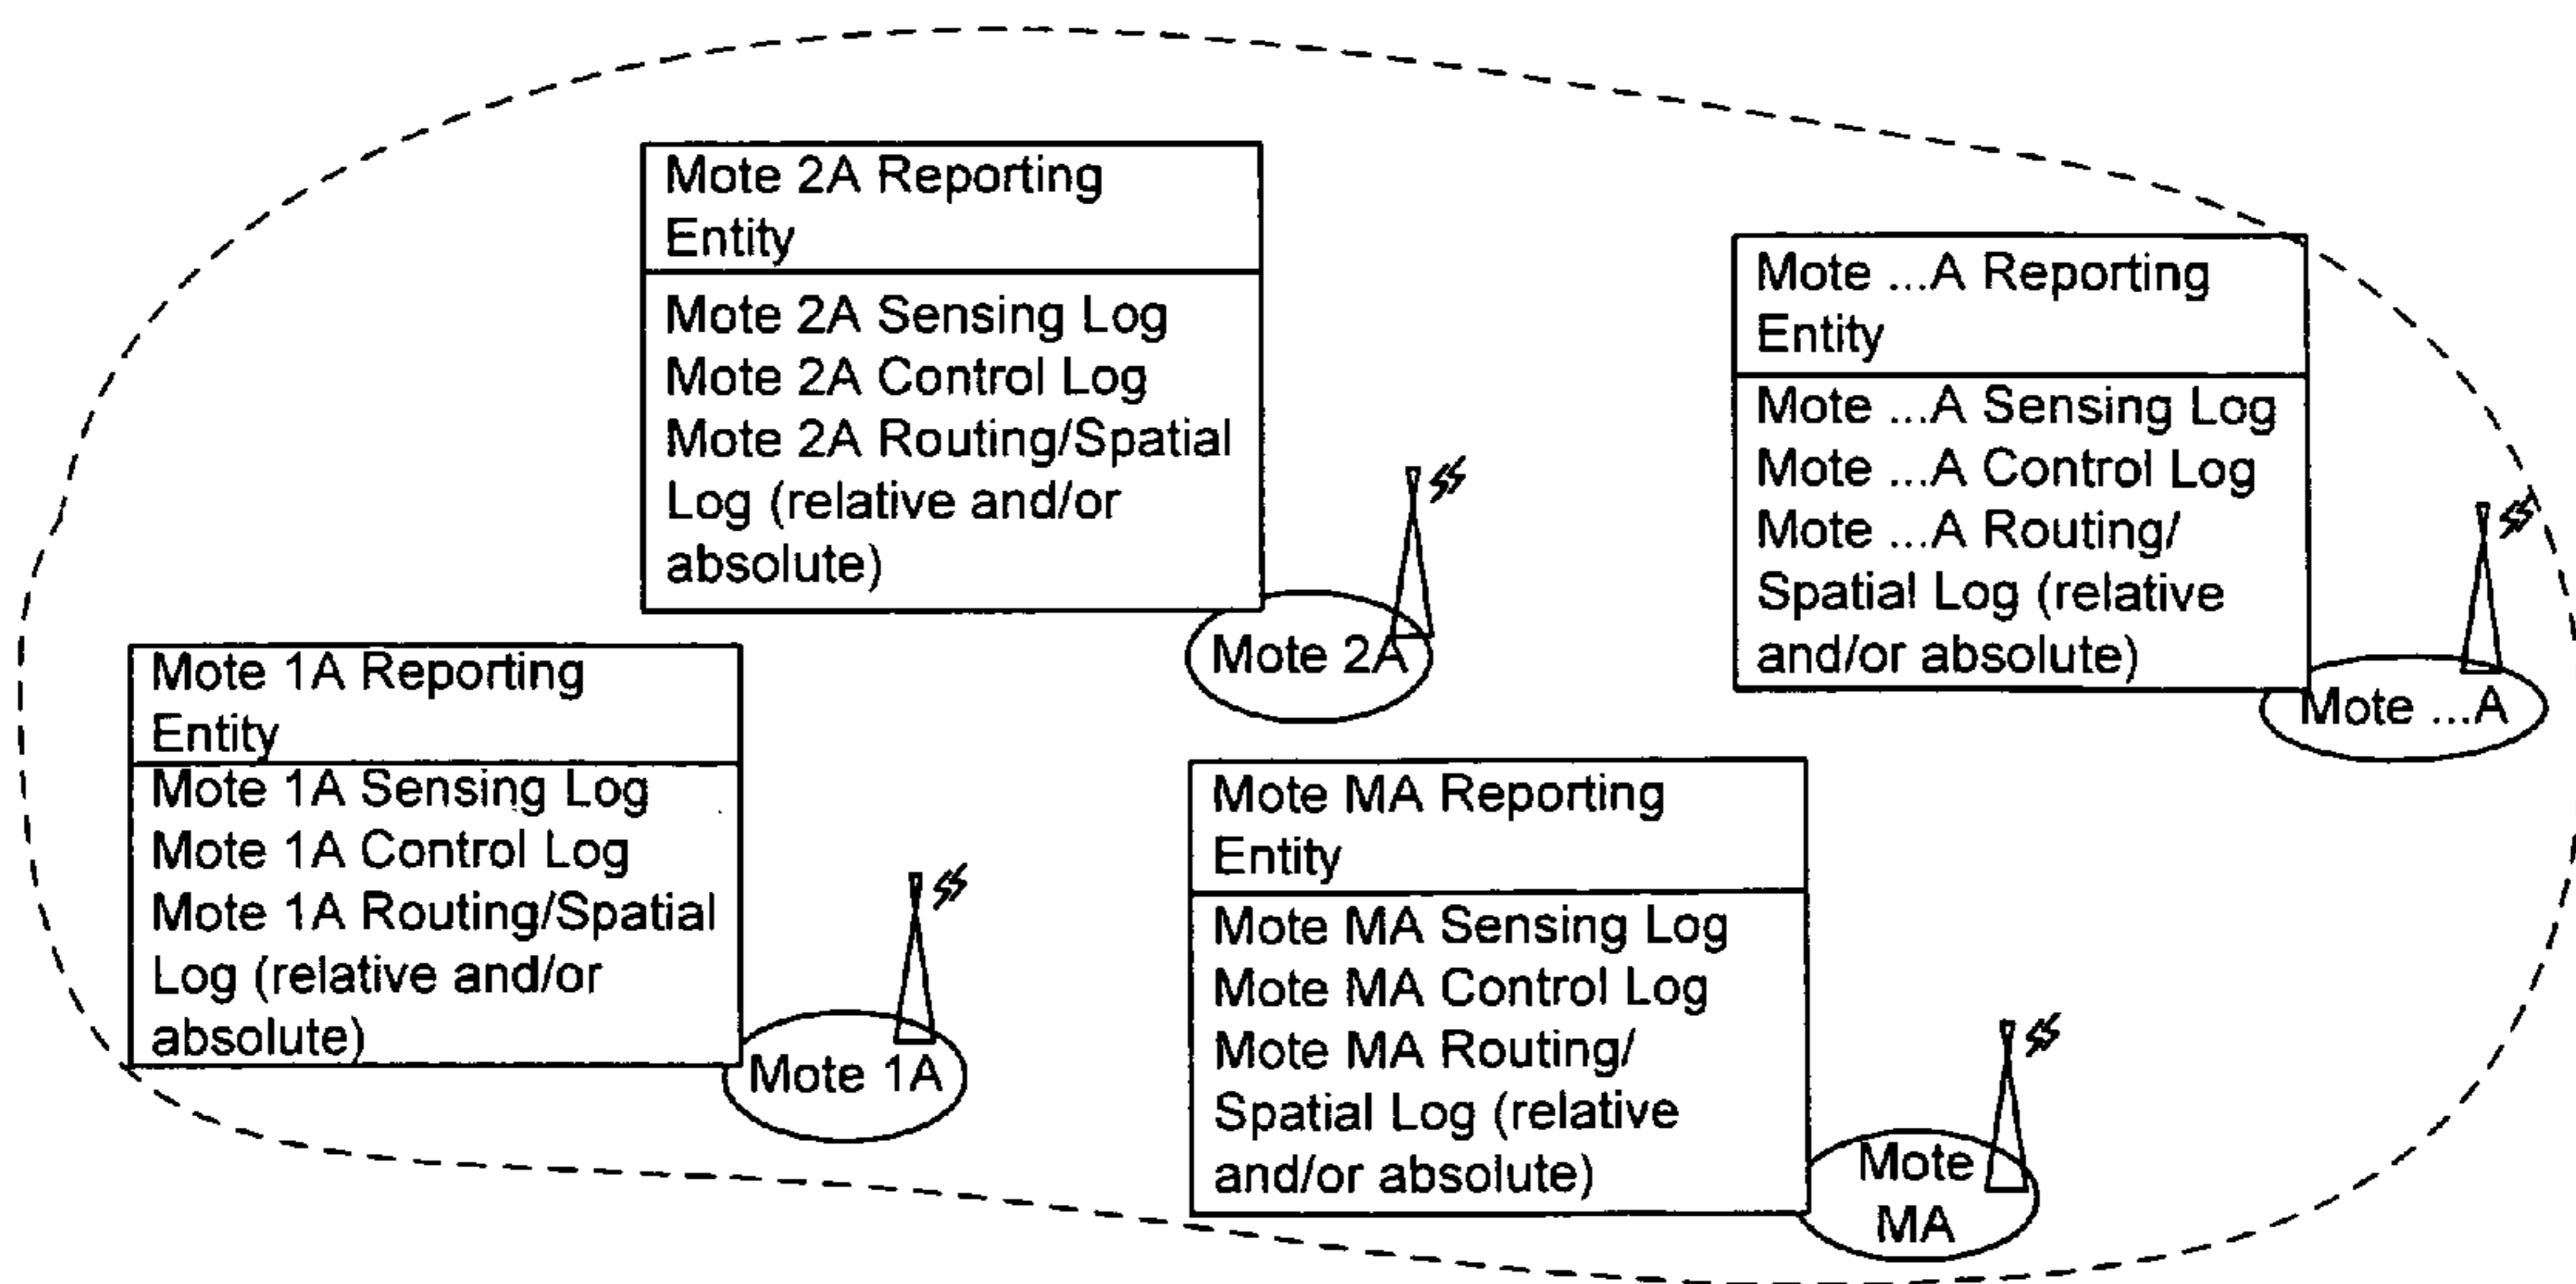 Mote 2A Reporting
Entity
Mote 2A Sensing Log
Mote 2A Control Log
Mote 2A Routing/Spatial
Log (relative and/or
absolute)
Mote 2A
Mote ...A Reporting
Entity
Mote ...A Sensing Log
Mote ...A Control Log
Mote ...A Routing/
Spatial Log (relative
and/or absolute)
Mote ...A
Mote 1A Reporting
Entity
Mote 1A Sensing Log
Mote 1A Control Log
Mote 1A Routing/Spatial
Log (relative and/or
absolute)
Mote 1A
Mote MA Reporting
Entity
Mote MA Sensing Log
Mote MA Control Log
Mote MA Routing/
Spatial Log (relative
and/or absolute)
Mote
MA